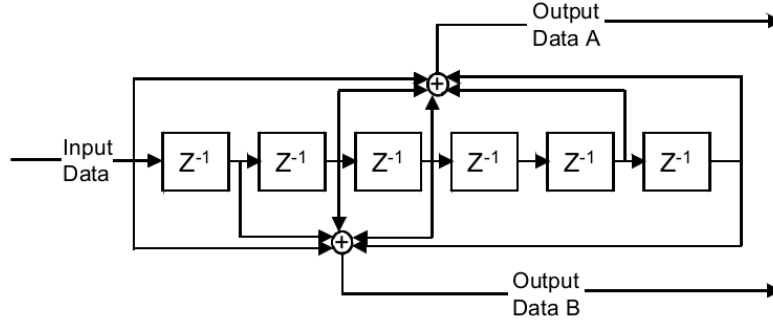 Output
Data A
Input
Data
Z⁻¹
Z⁻¹
Z⁻¹
Z⁻¹
Z⁻¹
Z⁻¹
Output
Data B